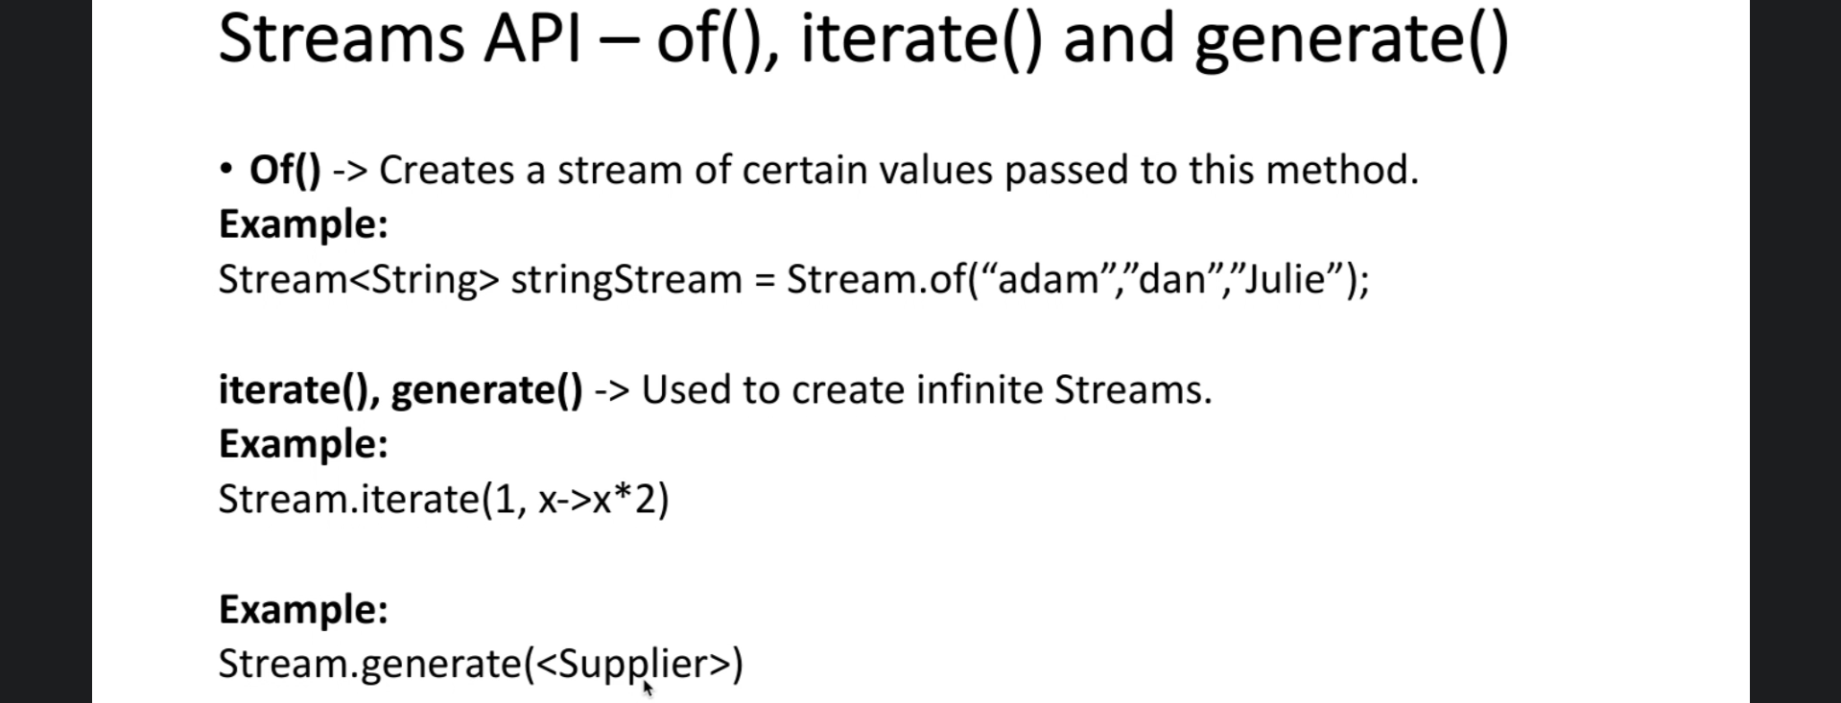 Streams API – of(), iterate() and generate()
• Of() -> Creates a stream of certain values passed to this method.
Example:
Stream<String> stringStream = Stream.of(“adam”,”dan”,”Julie”);
iterate(), generate() -> Used to create infinite Streams.
Example:
Stream.iterate(1, x->x*2)
Example:
Stream.generate(<Supplier>)